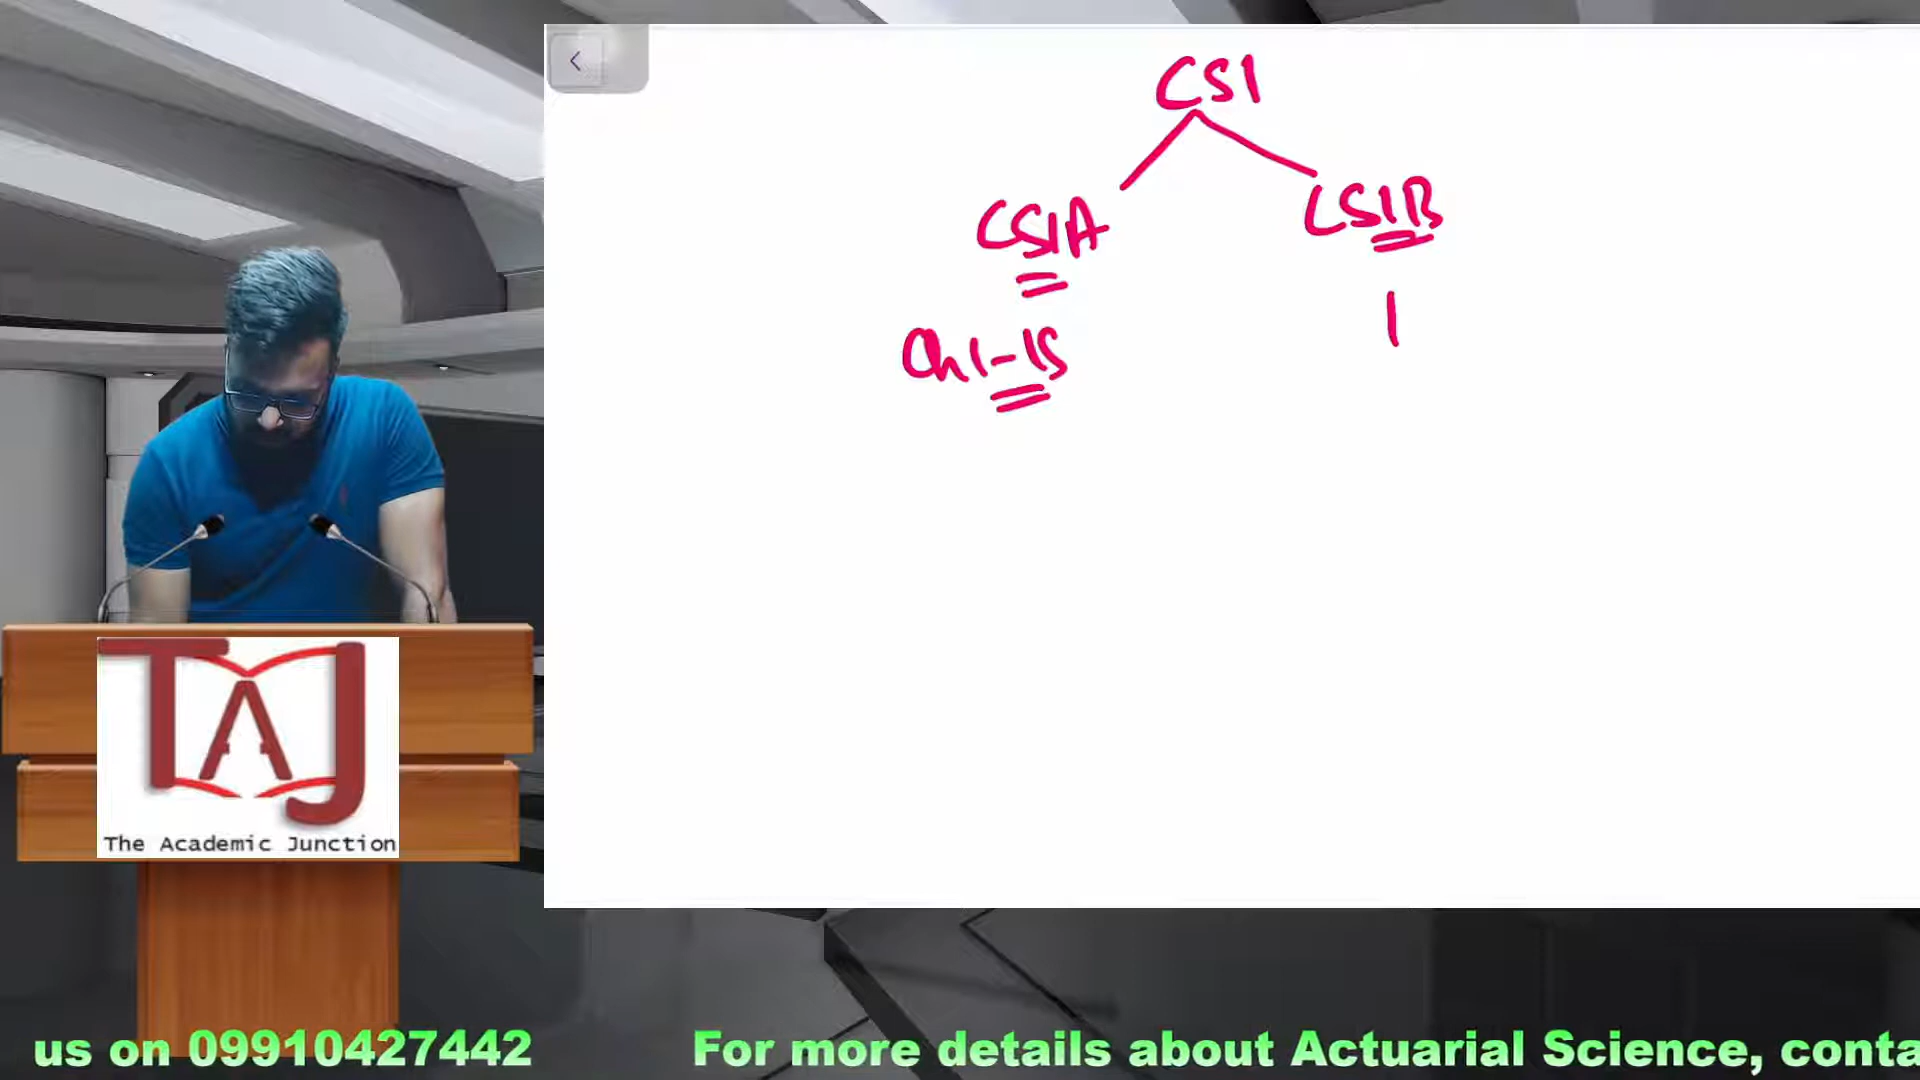 CS1
CS1A
CS1B
Ch1-15
1
TAJ
The Academic Junction
us on 09910427442
For more details about Actuarial Science, conta